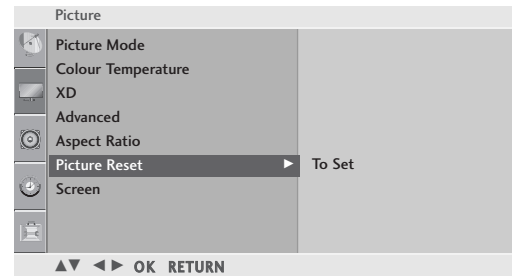 Picture
Picture Mode
Colour Temperature
XD
Advanced
Aspect Ratio
Picture Reset ▶ To Set
Screen
▲▼ ◀ ▶ OK RETURN